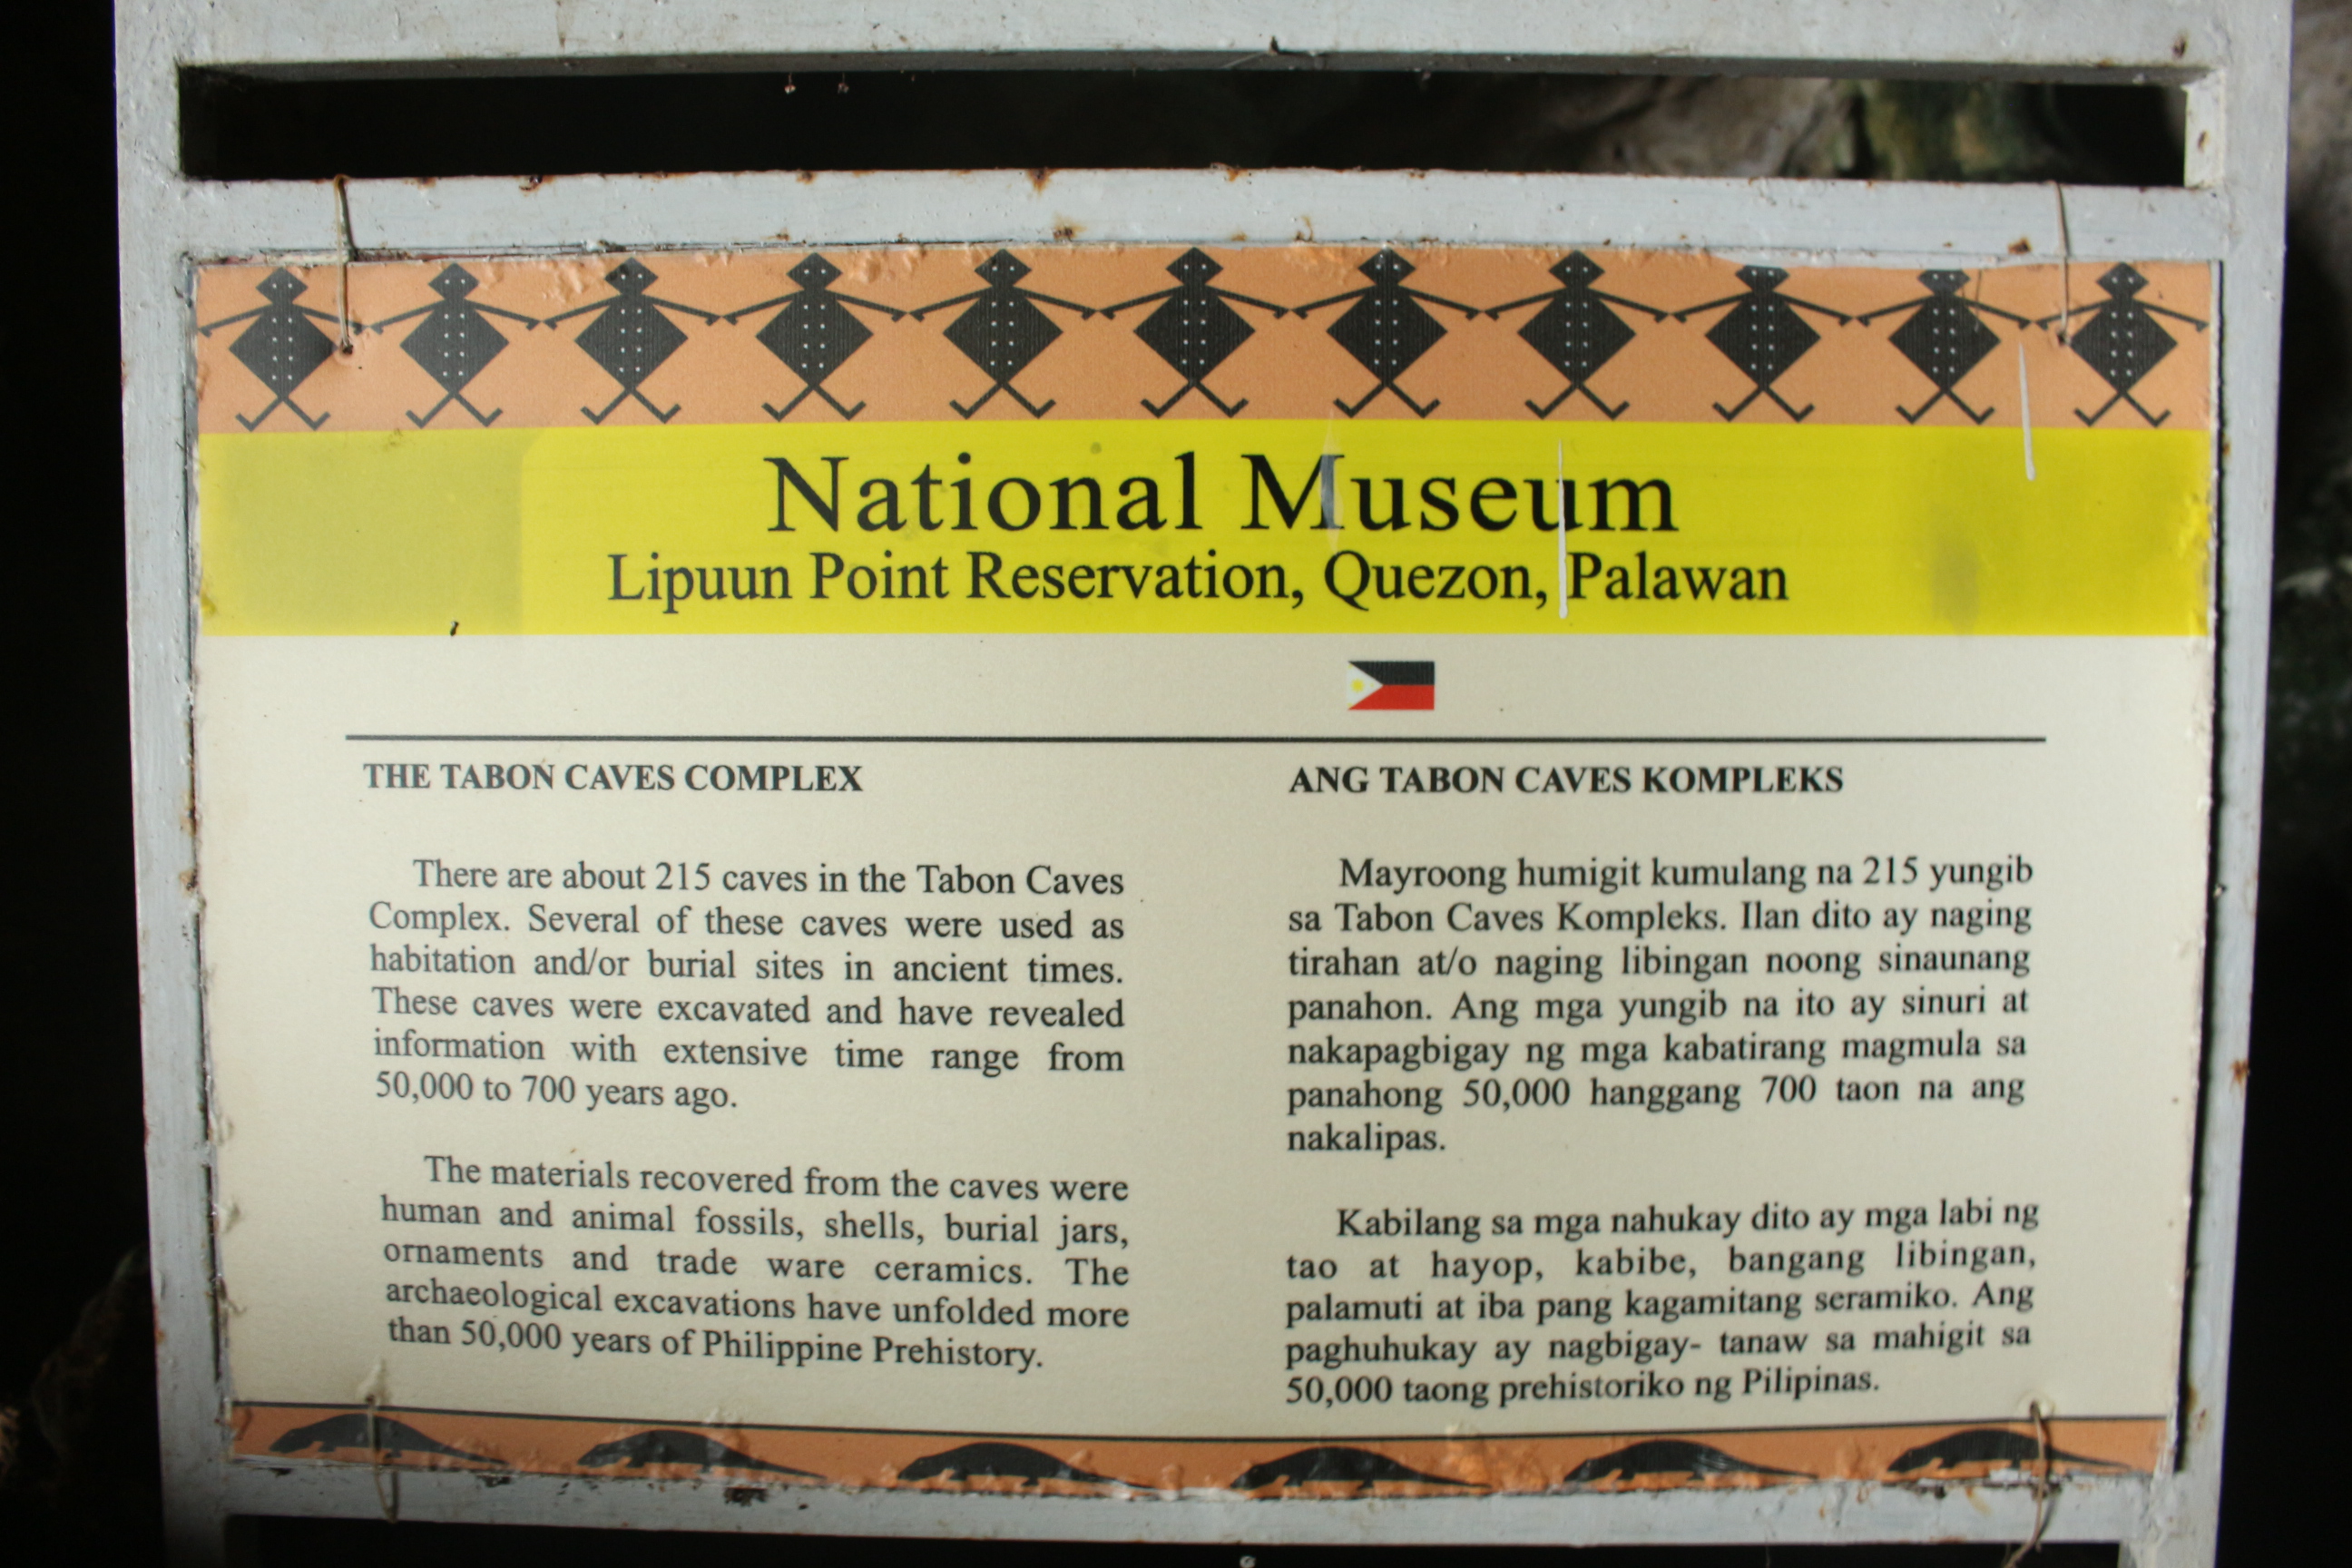 National Museum
Lipuun Point Reservation, Quezon, Palawan
THE TABON CAVES COMPLEX
There are about 215 caves in the Tabon Caves
Complex. Several of these caves were used as
habitation and/or burial sites in ancient times.
These caves were excavated and have revealed
information with extensive time range from
50,000 to 700 years ago.
The materials recovered from the caves were
human and animal fossils, shells, burial jars,
ornaments and trade ware ceramics. The
archaeological excavations have unfolded more
than 50,000 years of Philippine Prehistory.
ANG TABON CAVES KOMPLEKS
Mayroong humigit kumulang na 215 yungib
sa Tabon Caves Kompleks. Ilan dito ay naging
tirahan at/o naging libingan noong sinaunang
panahon. Ang mga yungib na ito ay sinuri at
nakapagbigay ng mga kabatirang magmula sa
panahong 50,000 hanggang 700 taon na ang
nakalipas.
Kabilang sa mga nahukay dito ay mga labi ng
tao at hayop, kabibe, bangang libingan,
palamuti at iba pang kagamitang seramiko. Ang
paghuhukay ay nagbigay- tanaw sa mahigit sa
50,000 taong prehistoriko ng Pilipinas.